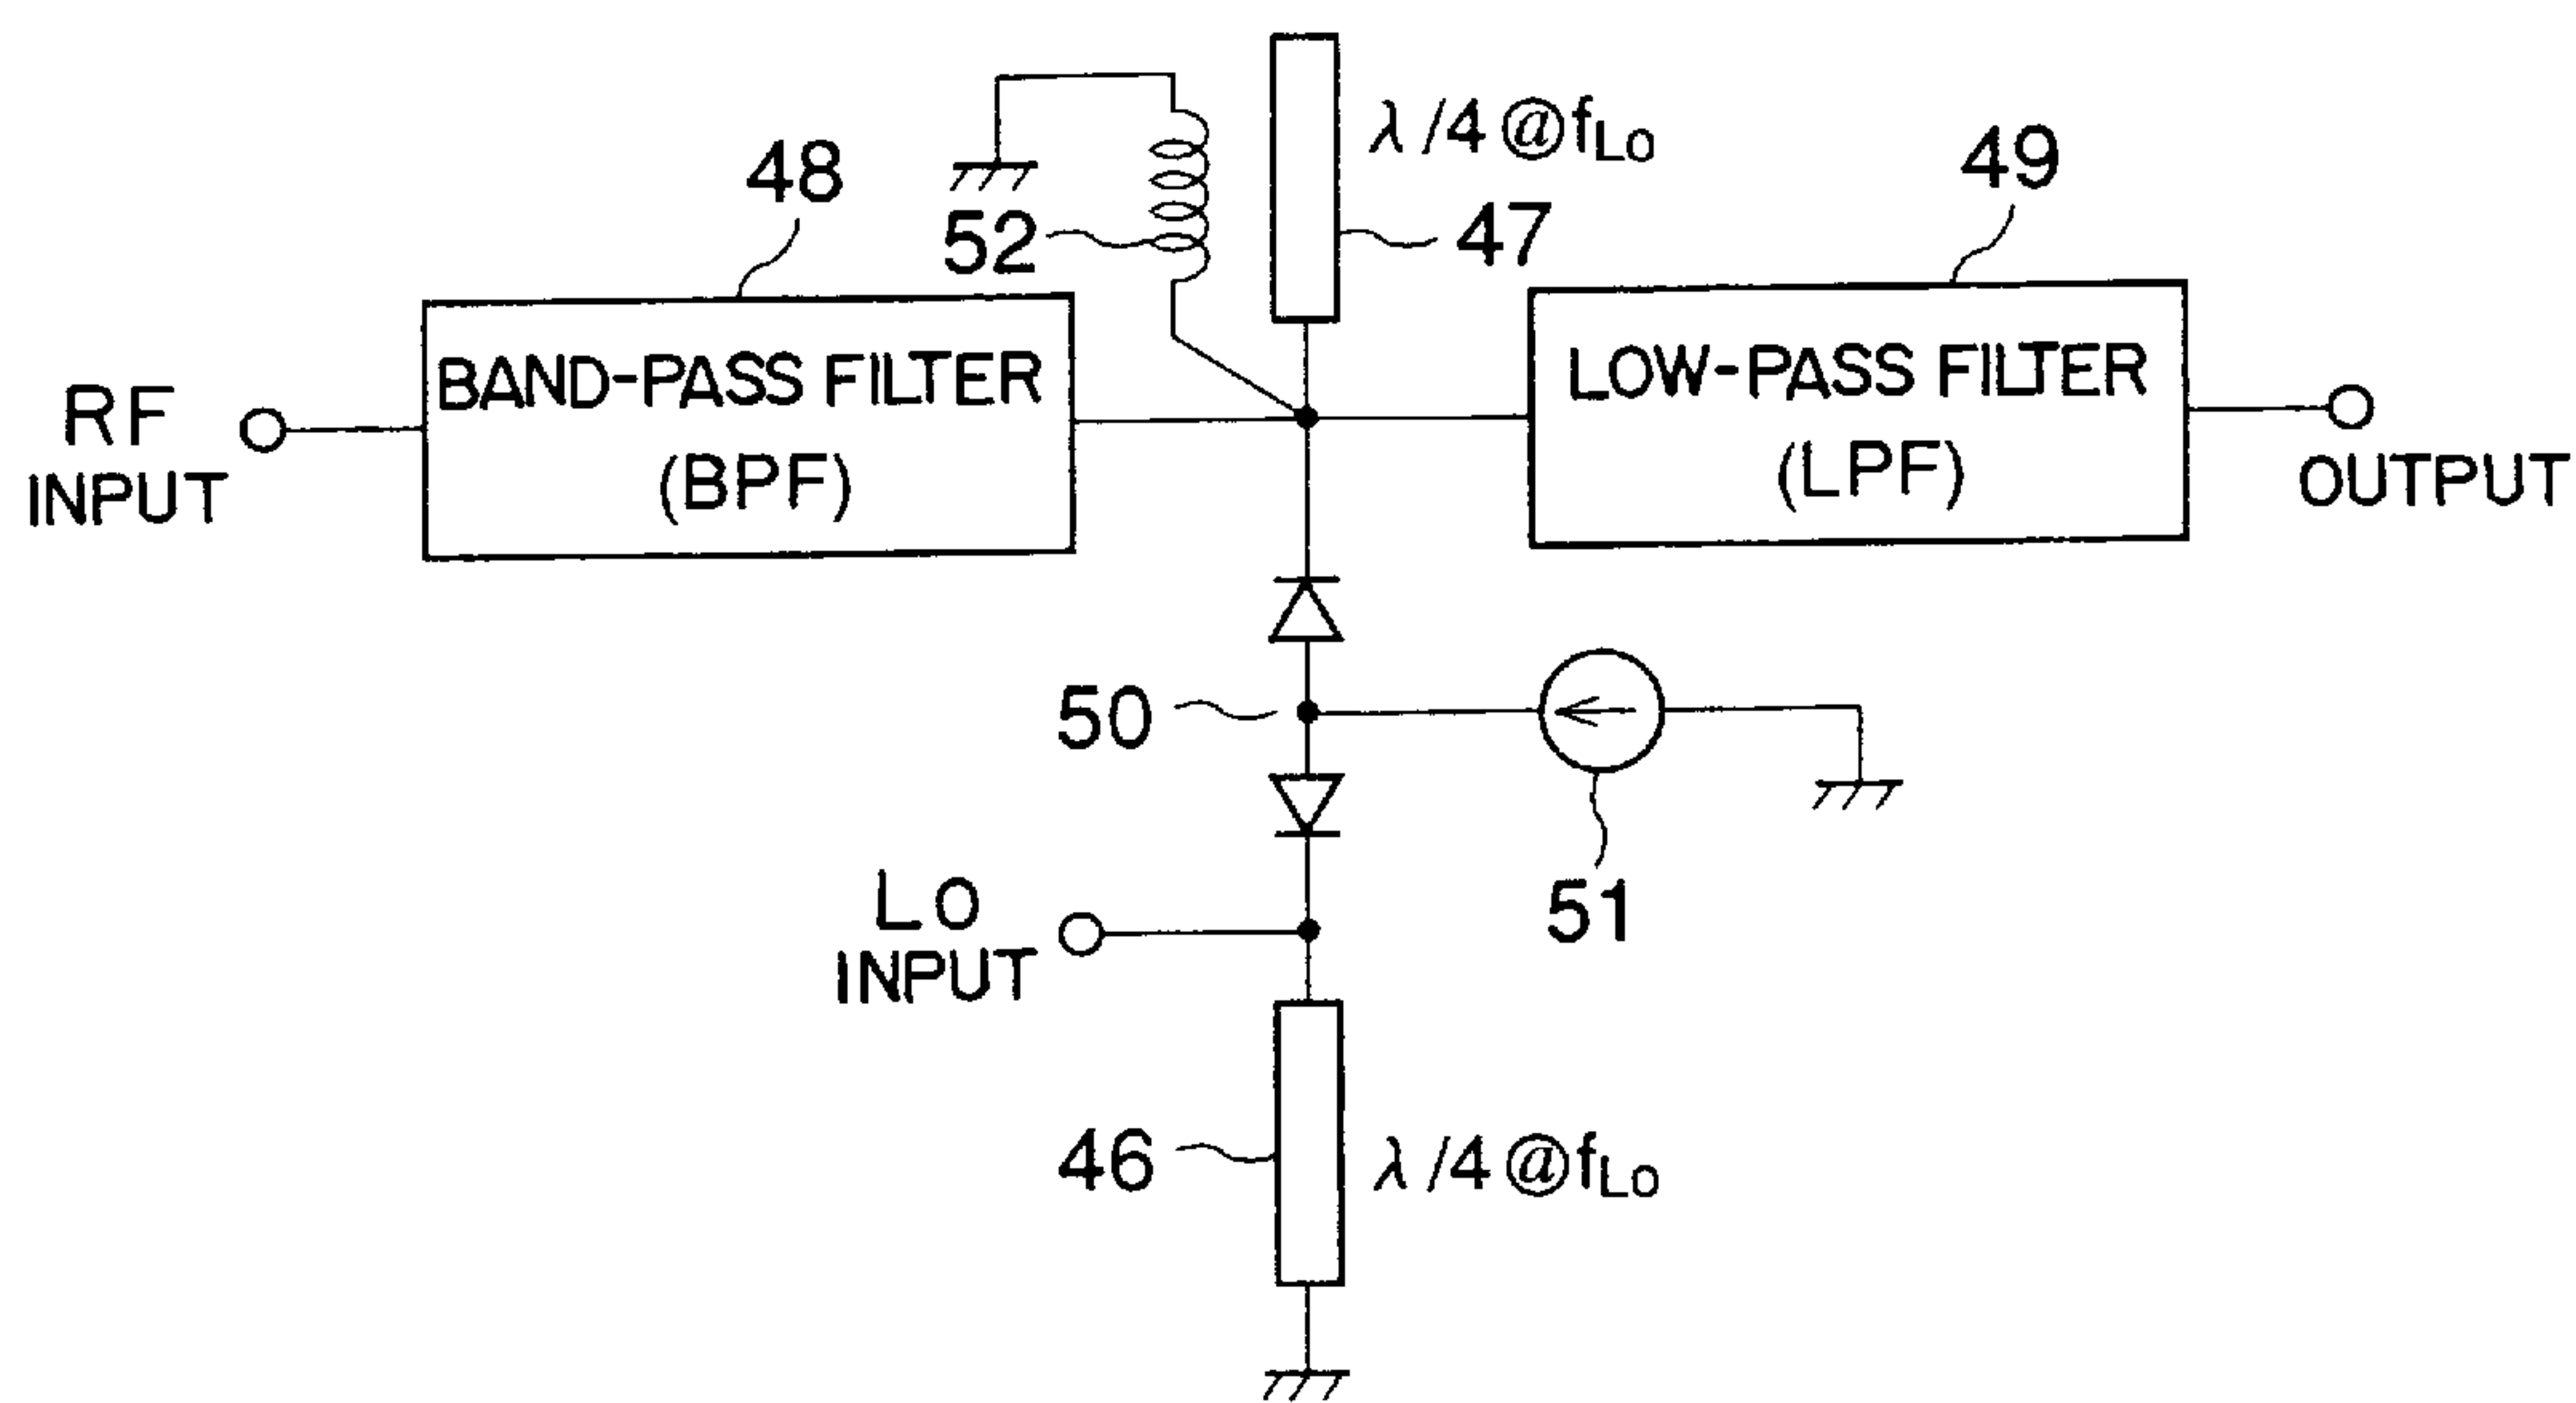 λ/4 @fLo
48
49
52
47
BAND-PASS FILTER
(BPF)
LOW-PASS FILTER
(LPF)
RF
INPUT
OUTPUT
50
51
LO
INPUT
46
λ/4 @fLo